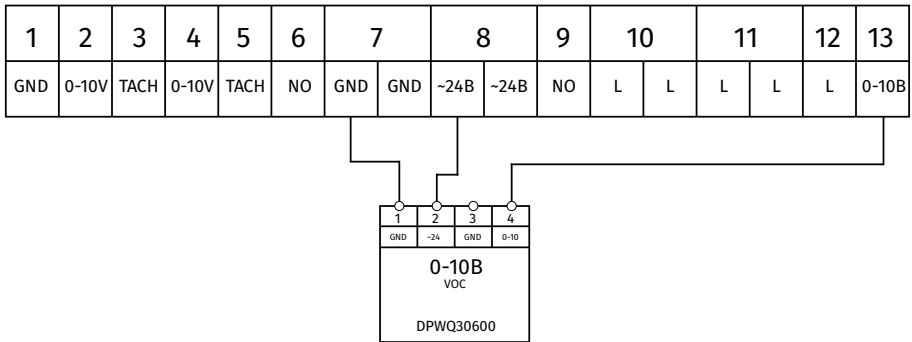 1 2 3 4 5 6 7 8 9 10 11 12 13
GND 0-10V TACH 0-10V TACH NO GND GND ~24В ~24В NO L L L L L 0-10В
1 2 3 4
GND ~24 GND 0-10
0-10В
VOC
DPWQ30600